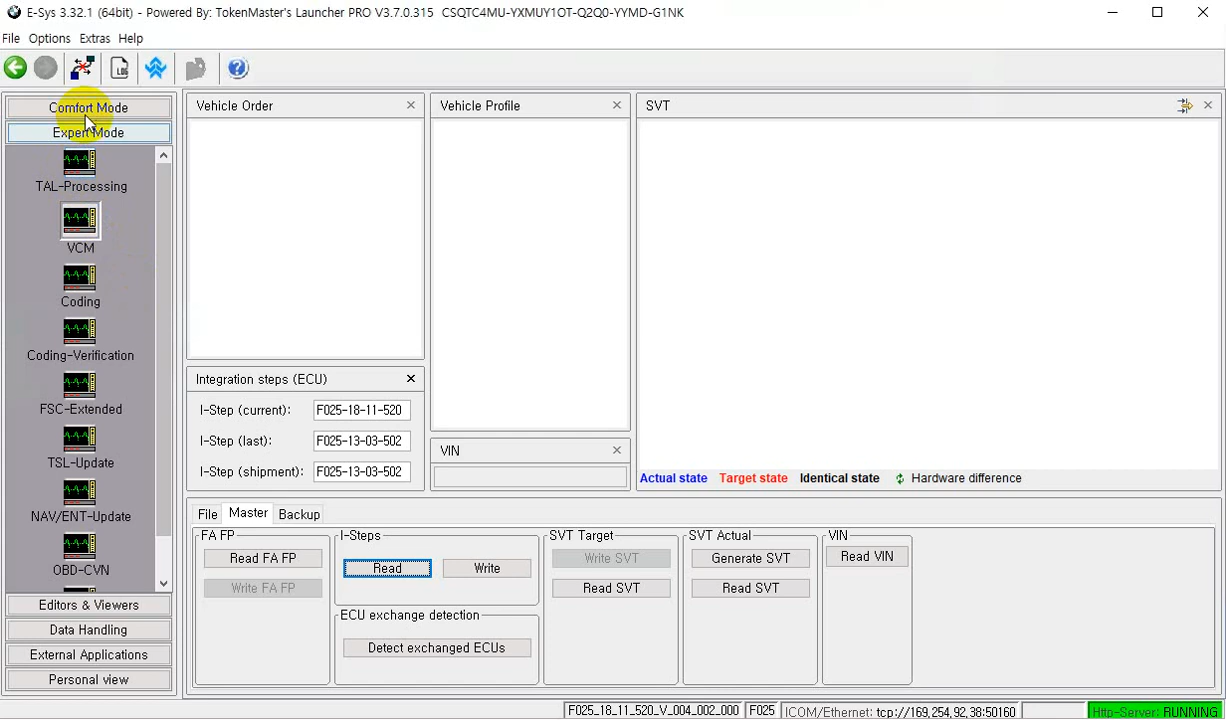 E-Sys 3.32.1 (64bit) - Powered By: TokenMaster's Launcher PRO V3.7.0.315 CSQTC4MU-YXMUY1OT-Q2Q0-YYMD-G1NK
File Options Extras Help
LOG
?
Comfort Mode
Expert Mode
TAL-Processing
VCM
Coding
Coding-Verification
FSC-Extended
TSL-Update
NAV/ENT-Update
OBD-CVN
Editors & Viewers
Data Handling
External Applications
Personal view
Vehicle Order
Vehicle Profile
SVT
Integration steps (ECU)
I-Step (current): F025-18-11-520
I-Step (last): F025-13-03-502
I-Step (shipment): F025-13-03-502
VIN
Actual state Target state Identical state Hardware difference
File Master Backup
FA FP
Read FA FP
Write FA FP
I-Steps
Read Write
ECU exchange detection
Detect exchanged ECUs
SVT Target
Write SVT
Read SVT
SVT Actual
Generate SVT
Read SVT
VIN
Read VIN
F025_18_11_520_V_004_002_000 F025 ICOM/Ethernet: tcp://169.254.92.38:50160 Http-Server: RUNNING